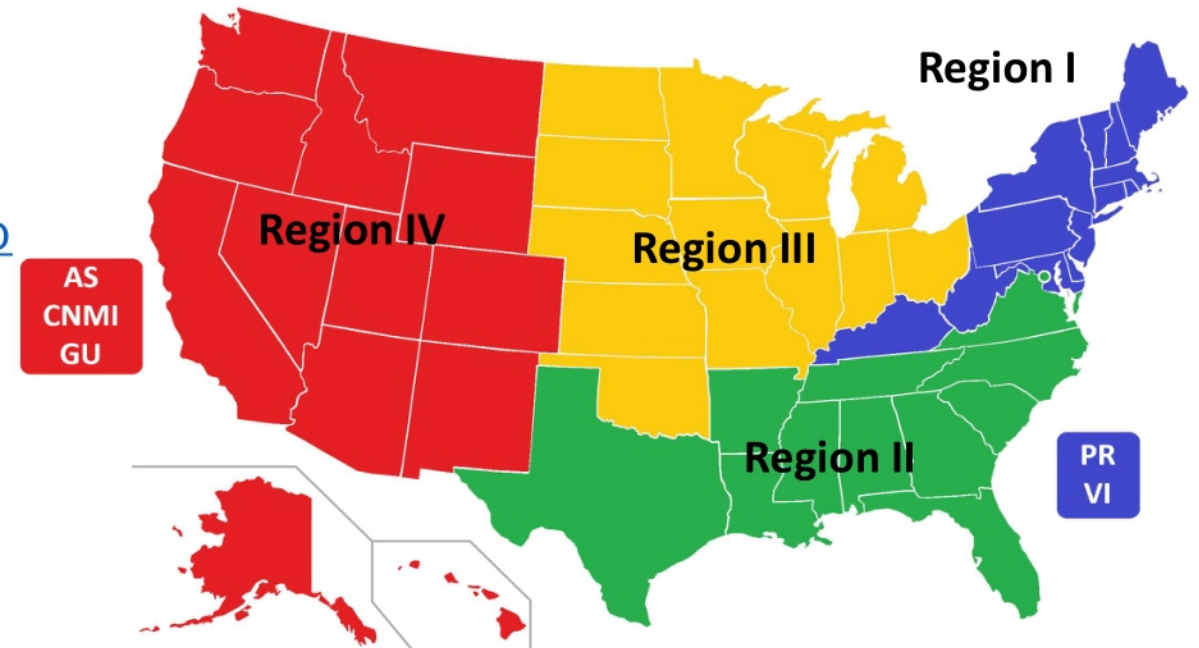 Region I
Region IV
Region III
AS
CNMI
GU
Region II
PR
VI